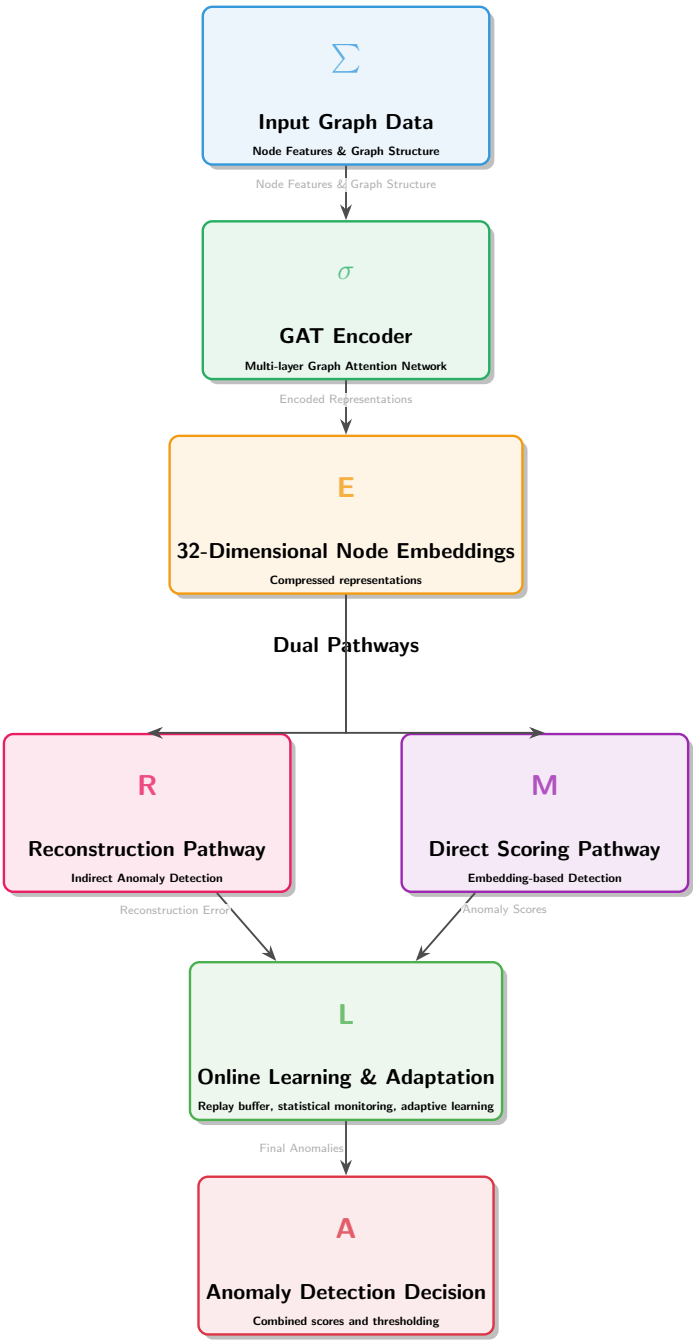 Σ
Input Graph Data
Node Features & Graph Structure
Node Features & Graph Structure
σ
GAT Encoder
Multi-layer Graph Attention Network
Encoded Representations
E
32-Dimensional Node Embeddings
Compressed representations
Dual Pathways
R
Reconstruction Pathway
Indirect Anomaly Detection
M
Direct Scoring Pathway
Embedding-based Detection
Reconstruction Error
Anomaly Scores
L
Online Learning & Adaptation
Replay buffer, statistical monitoring, adaptive learning
Final Anomalies
A
Anomaly Detection Decision
Combined scores and thresholding